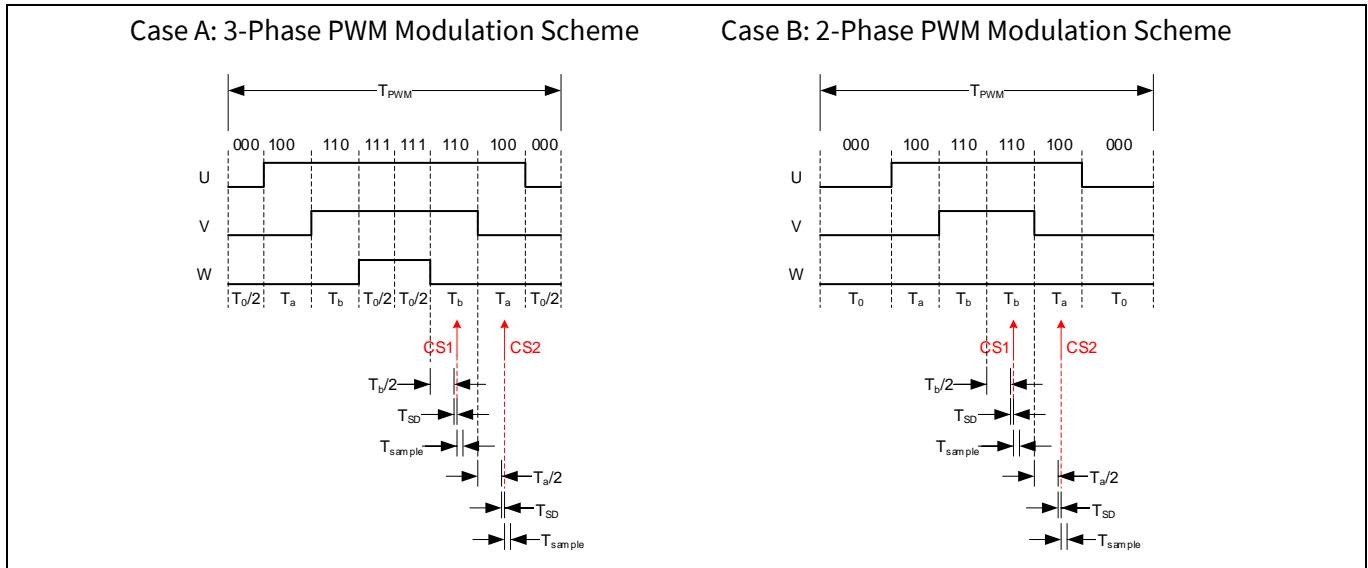 Case A: 3-Phase PWM Modulation Scheme Case B: 2-Phase PWM Modulation Scheme
TPWM TPWM
000 100 110 111 111 110 100 000 000 100 110 110 100 000
U U
V V
W W
T0/2 Ta Tb T0/2 T0/2 Tb Ta T0/2 T0 Ta Tb Tb Ta T0
CS1 CS2 CS1 CS2
Tb/2 Tb/2
TSD TSD
Tsample Tsample
Ta/2 Ta/2
TSD TSD
Tsample Tsample